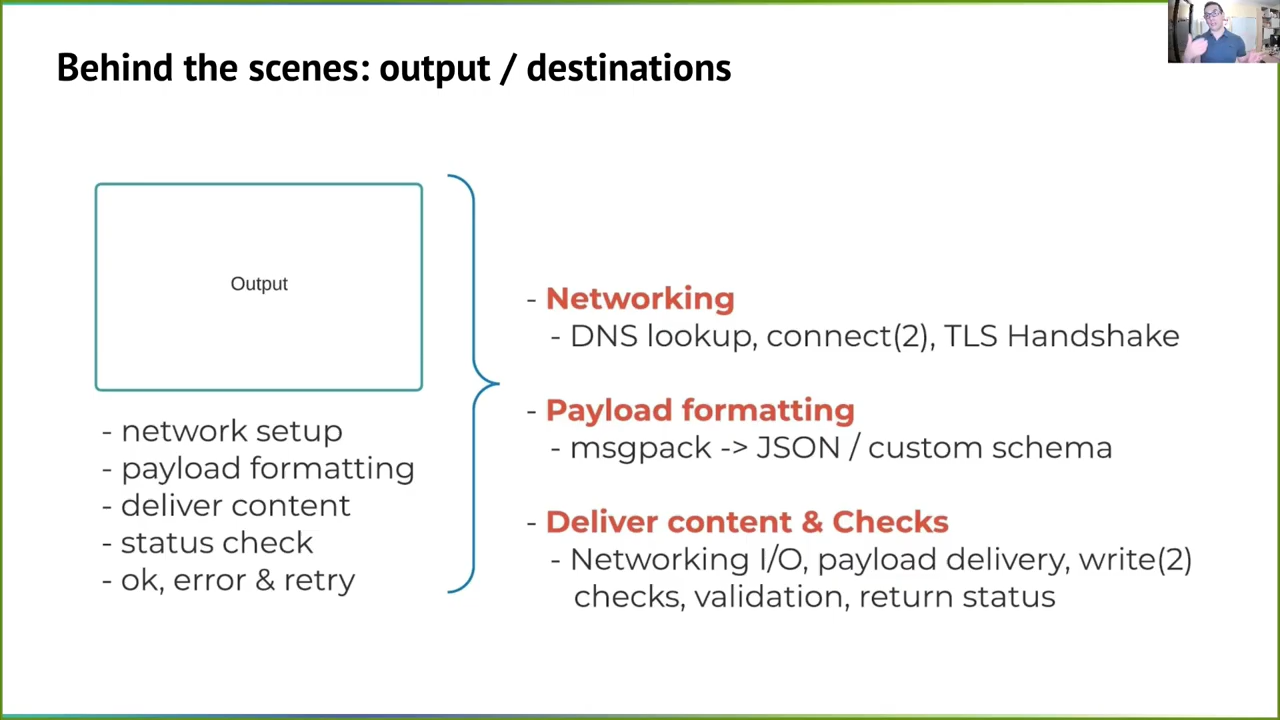 Behind the scenes: output / destinations
Output
- network setup
- payload formatting
- deliver content
- status check
- ok, error & retry
- Networking
- DNS lookup, connect(2), TLS Handshake
- Payload formatting
- msgpack -> JSON / custom schema
- Deliver content & Checks
- Networking I/O, payload delivery, write(2)
checks, validation, return status